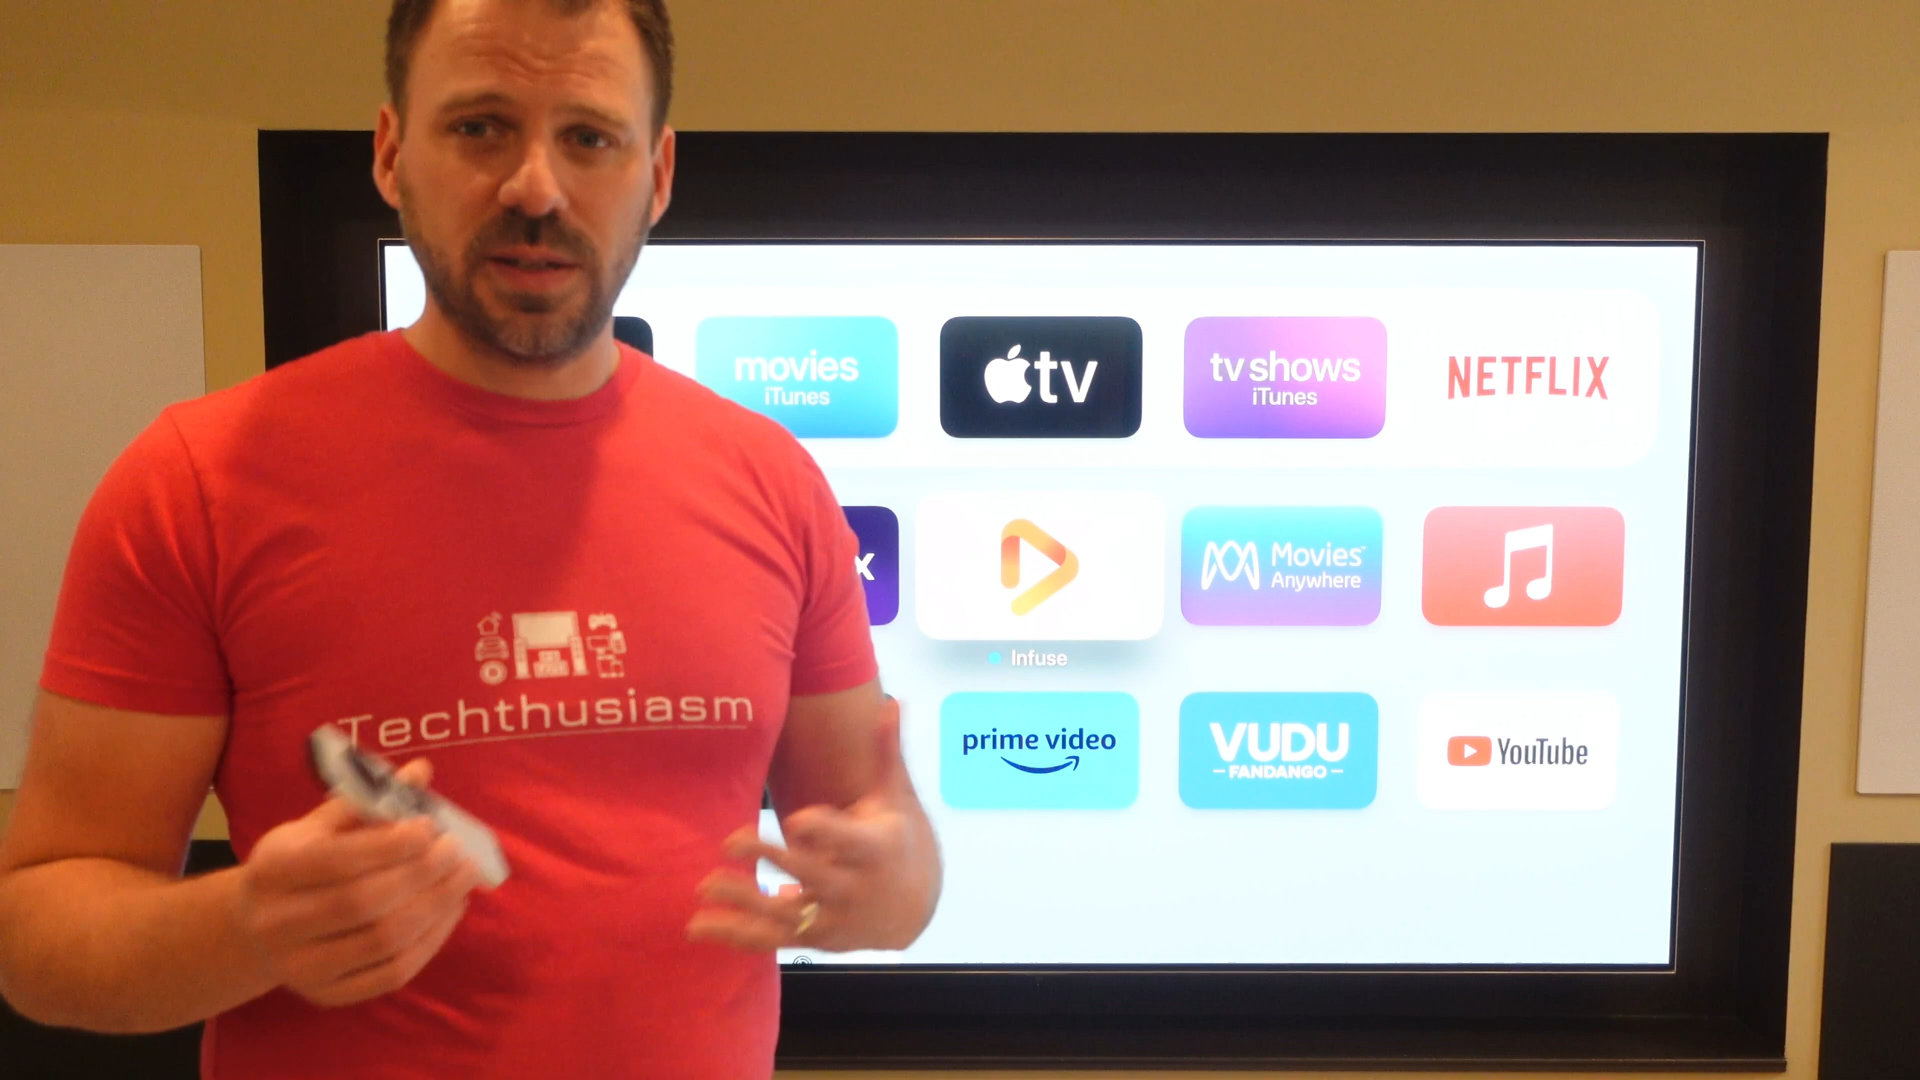 movies
iTunes
tv
tv shows
iTunes
NETFLIX
x
Infuse
Movies
Anywhere
Techthusiasm
prime video
VUDU
FANDANGO
YouTube